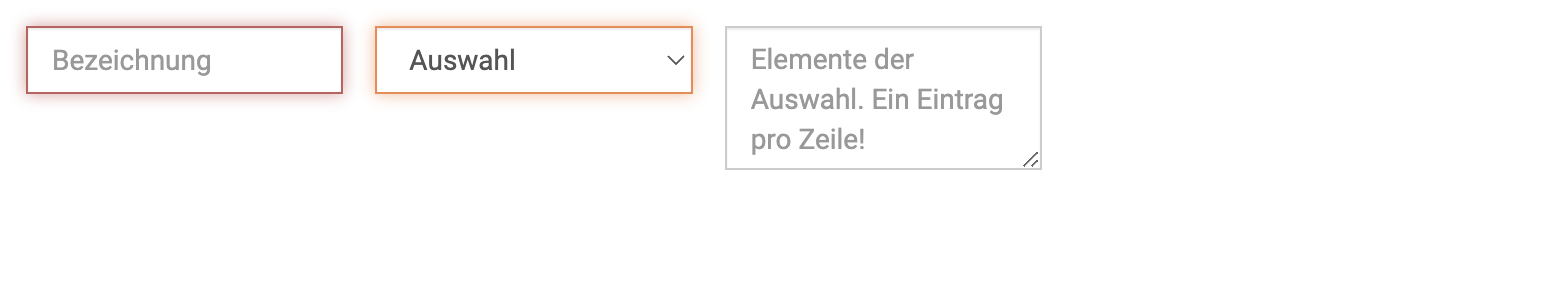 Bezeichnung
Auswahl
Elemente der
Auswahl. Ein Eintrag
pro Zeile!